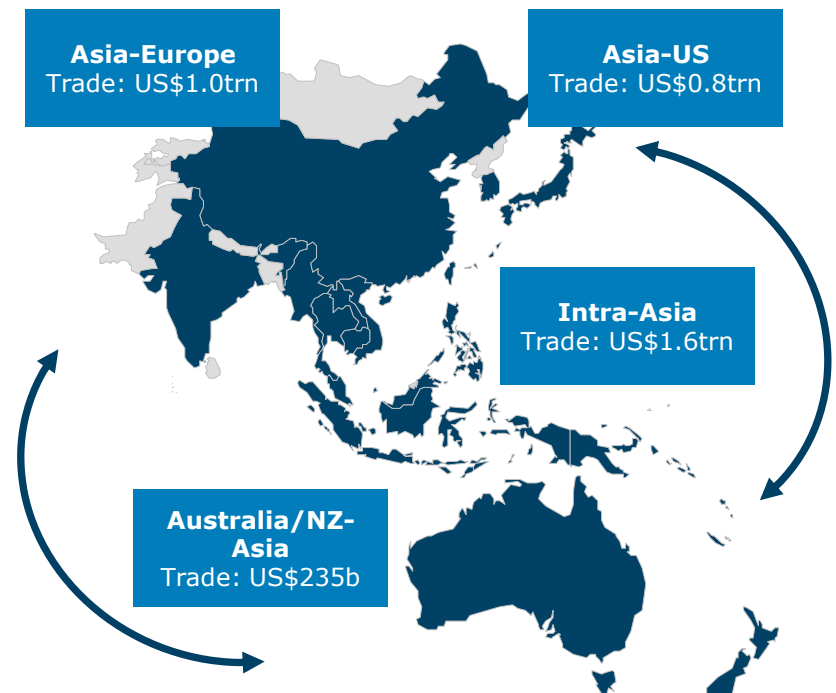 Asia-Europe
Trade: US$1.0trn
Asia-US
Trade: US$0.8trn
Intra-Asia
Trade: US$1.6trn
Australia/NZ-
Asia
Trade: US$235b